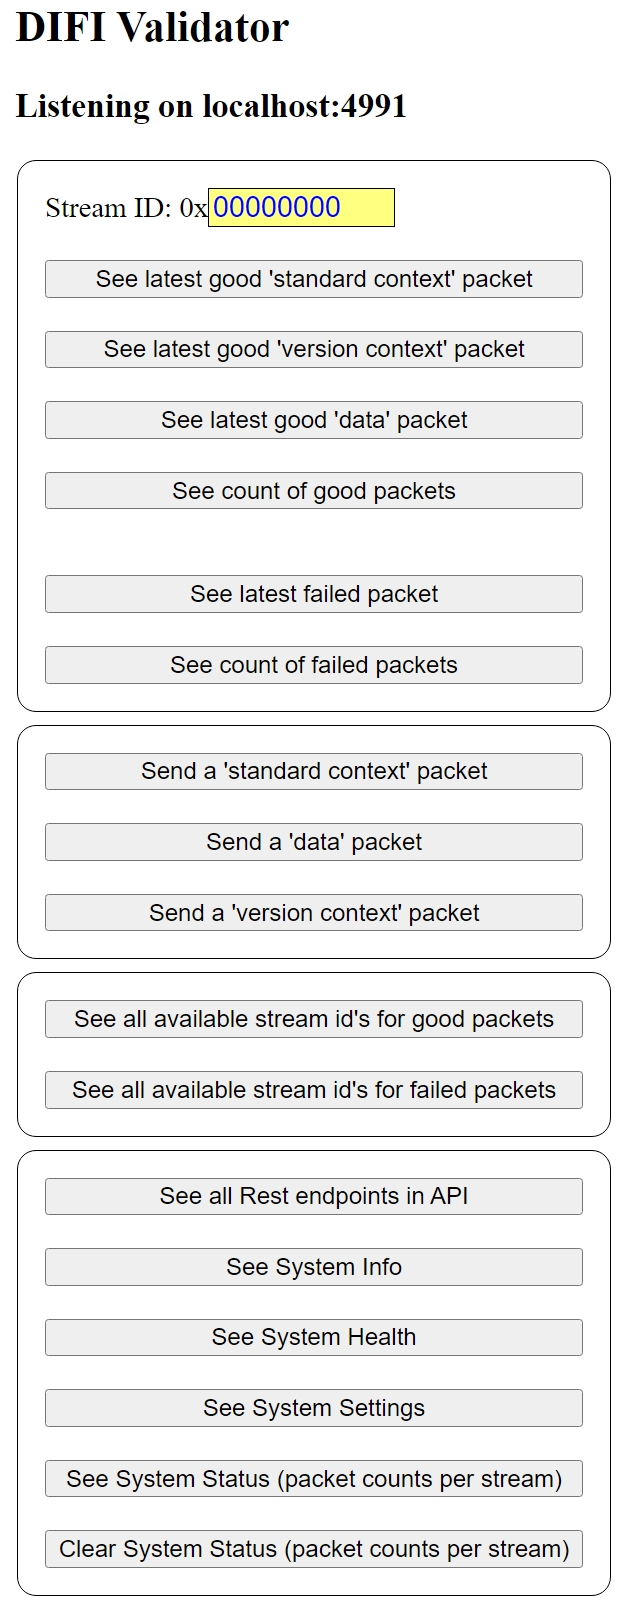 DIFI Validator
Listening on localhost:4991
Stream ID: 0x00000000
See latest good 'standard context' packet
See latest good 'version context' packet
See latest good 'data' packet
See count of good packets
See latest failed packet
See count of failed packets
Send a 'standard context' packet
Send a 'data' packet
Send a 'version context' packet
See all available stream id's for good packets
See all available stream id's for failed packets
See all Rest endpoints in API
See System Info
See System Health
See System Settings
See System Status (packet counts per stream)
Clear System Status (packet counts per stream)